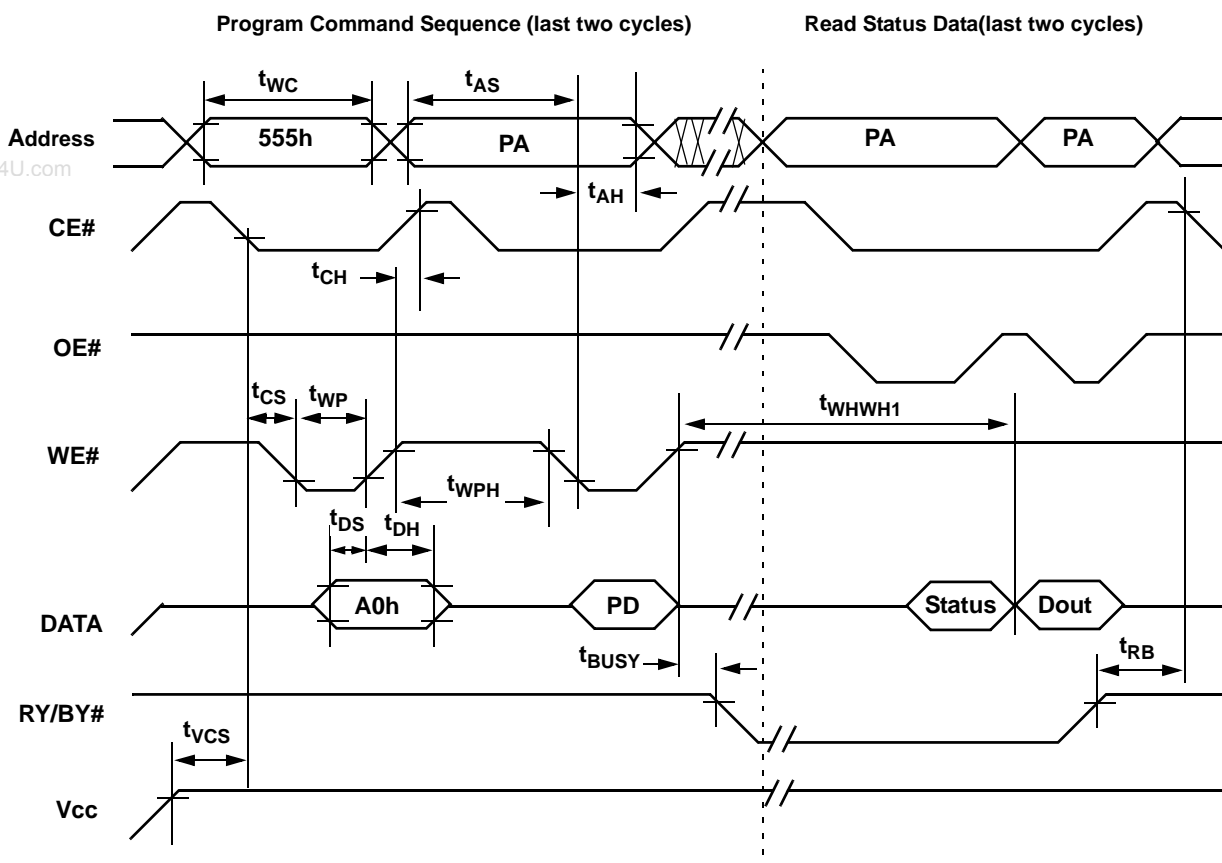 Program Command Sequence (last two cycles) Read Status Data(last two cycles)
tWC tAS
Address 555h PA PA PA
4U.com
tAH
CE#
tCH
OE#
tCS tWP tWHWH1
WE#
tWPH
tDS tDH
DATA A0h PD Status Dout
tBUSY tRB
RY/BY#
tVCS
Vcc